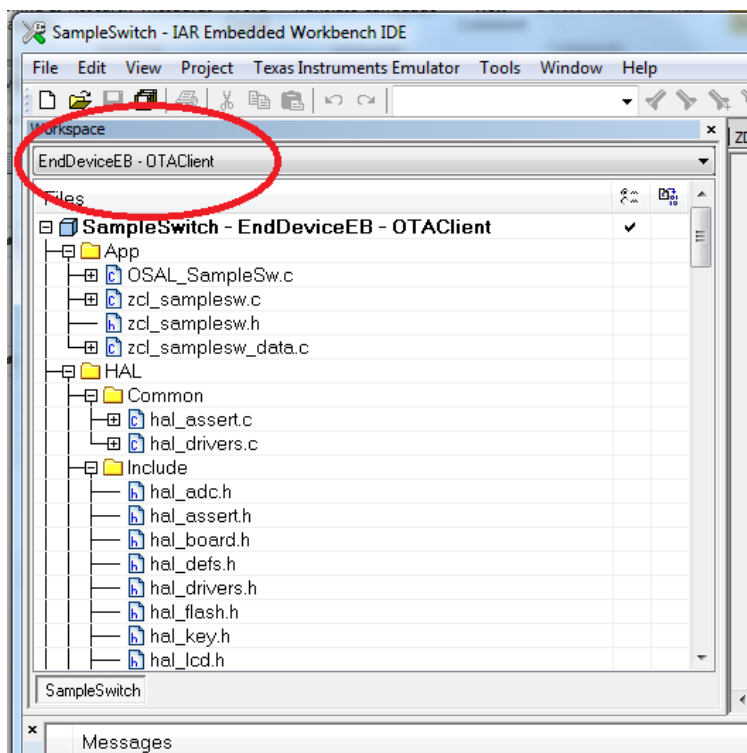 SampleSwitch - IAR Embedded Workbench IDE
File Edit View Project Texas Instruments Emulator Tools Window Help
Workspace
EndDeviceEB - OTAClient
Files
SampleSwitch - EndDeviceEB - OTAClient
App
OSAL_SampleSw.c
zcl_samplesw.c
zcl_samplesw.h
zcl_samplesw_data.c
HAL
Common
hal_assert.c
hal_drivers.c
Include
hal_adc.h
hal_assert.h
hal_board.h
hal_defs.h
hal_drivers.h
hal_flash.h
hal_key.h
hal_lcd.h
SampleSwitch
Messages